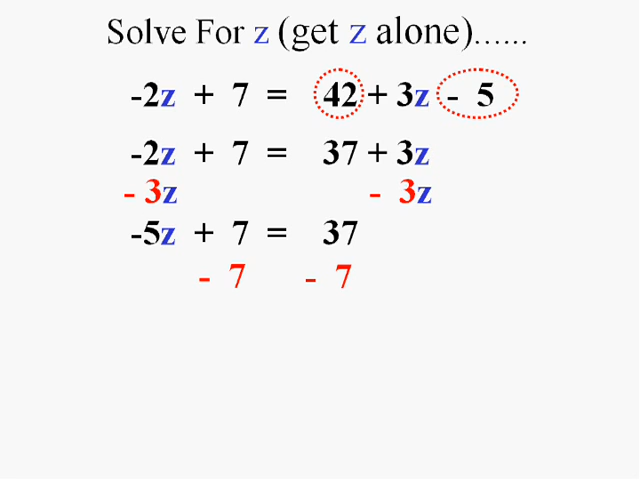 Solve For z (get z alone)......
-2z + 7 = 42 + 3z - 5
-2z + 7 = 37 + 3z
- 3z - 3z
-5z + 7 = 37
- 7 - 7